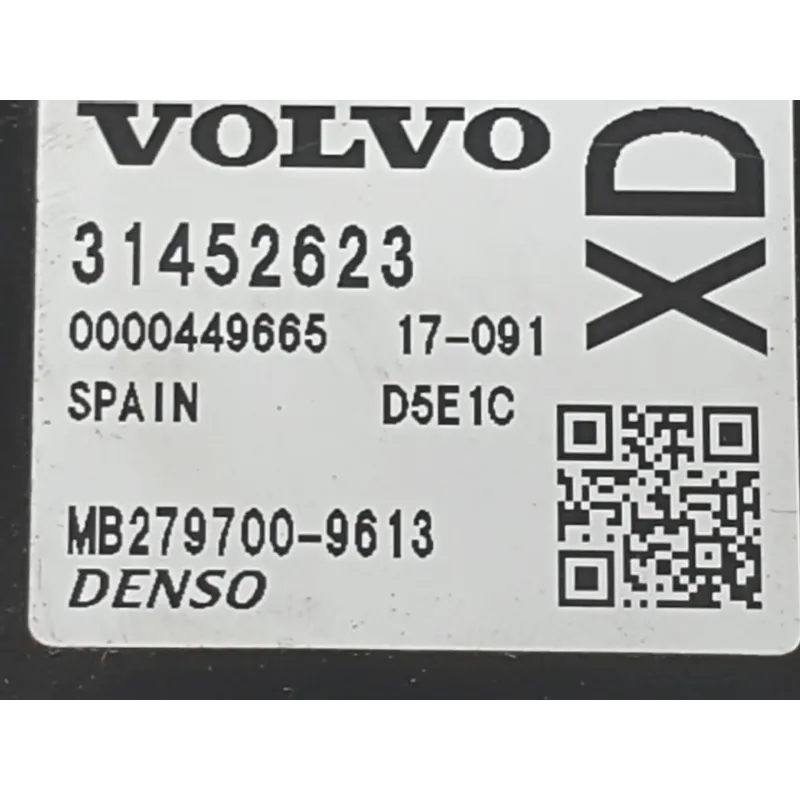 VOLVO
XD
31452623
0000449665 17-091
SPAIN D5E1C
MB279700-9613
DENSO